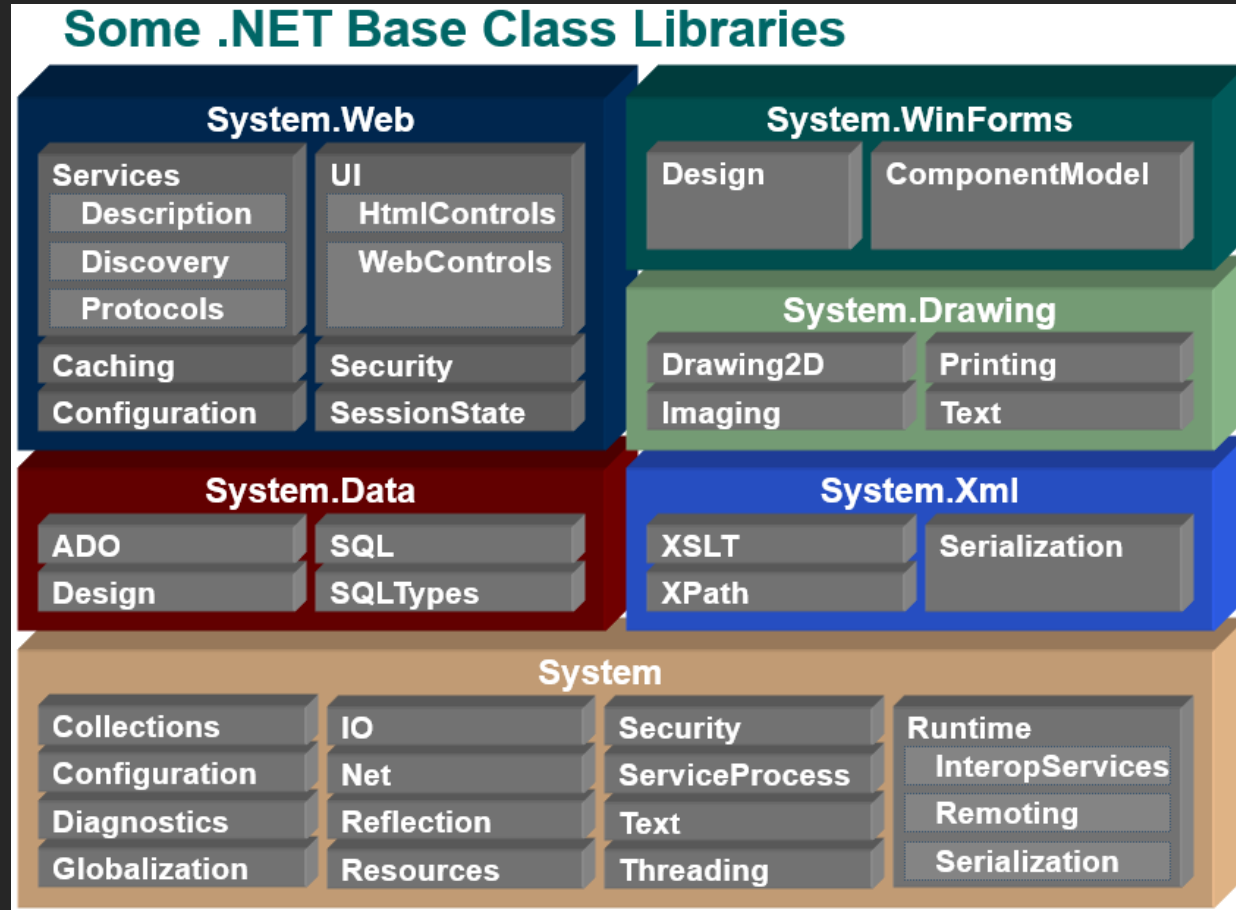 Some .NET Base Class Libraries
System.Web
Services
Description
Discovery
Protocols
Caching
Configuration
UI
HtmlControls
WebControls
Security
SessionState
System.WinForms
Design
ComponentModel
System.Drawing
Drawing2D
Imaging
Printing
Text
System.Data
ADO
Design
SQL
SQLTypes
System.Xml
XSLT
XPath
Serialization
System
Collections
Configuration
Diagnostics
Globalization
IO
Net
Reflection
Resources
Security
ServiceProcess
Text
Threading
Runtime
InteropServices
Remoting
Serialization